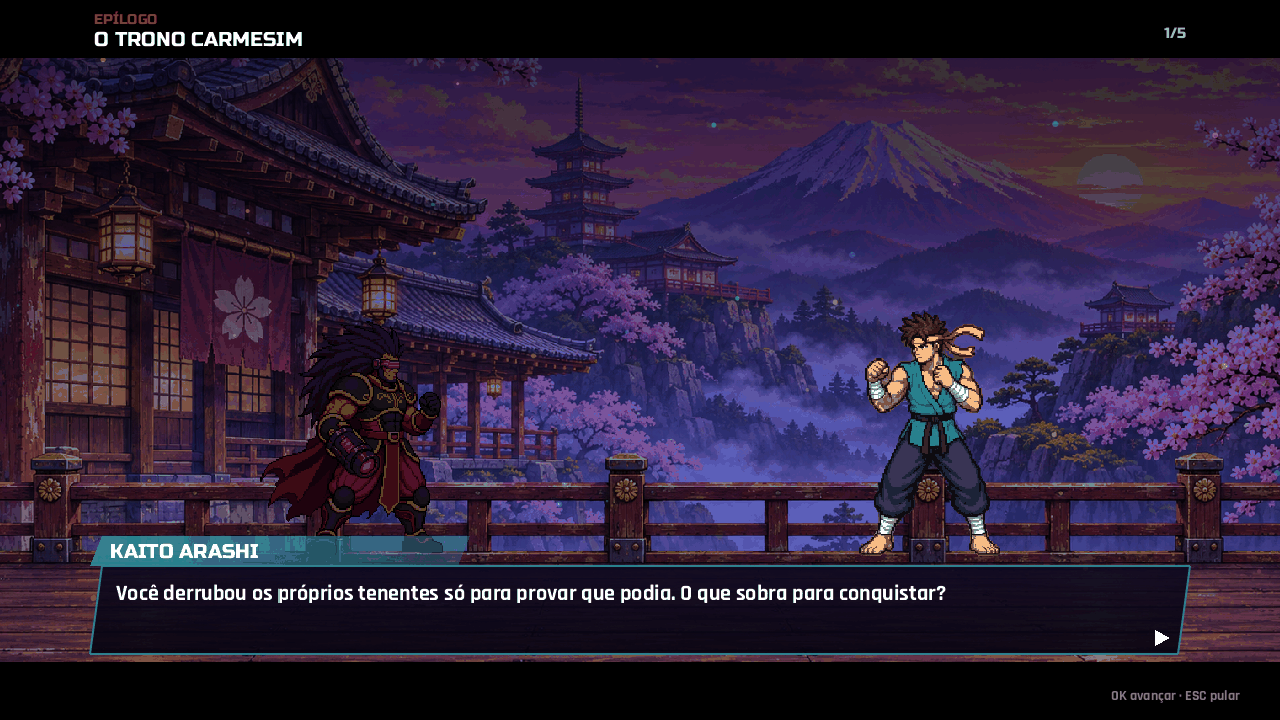 EPÍLOGO
O TRONO CARMESIM
1/5
KAITO ARASHI
Você derrubou os próprios tenentes só para provar que podia. O que sobra para conquistar?
OK avançar · ESC pular